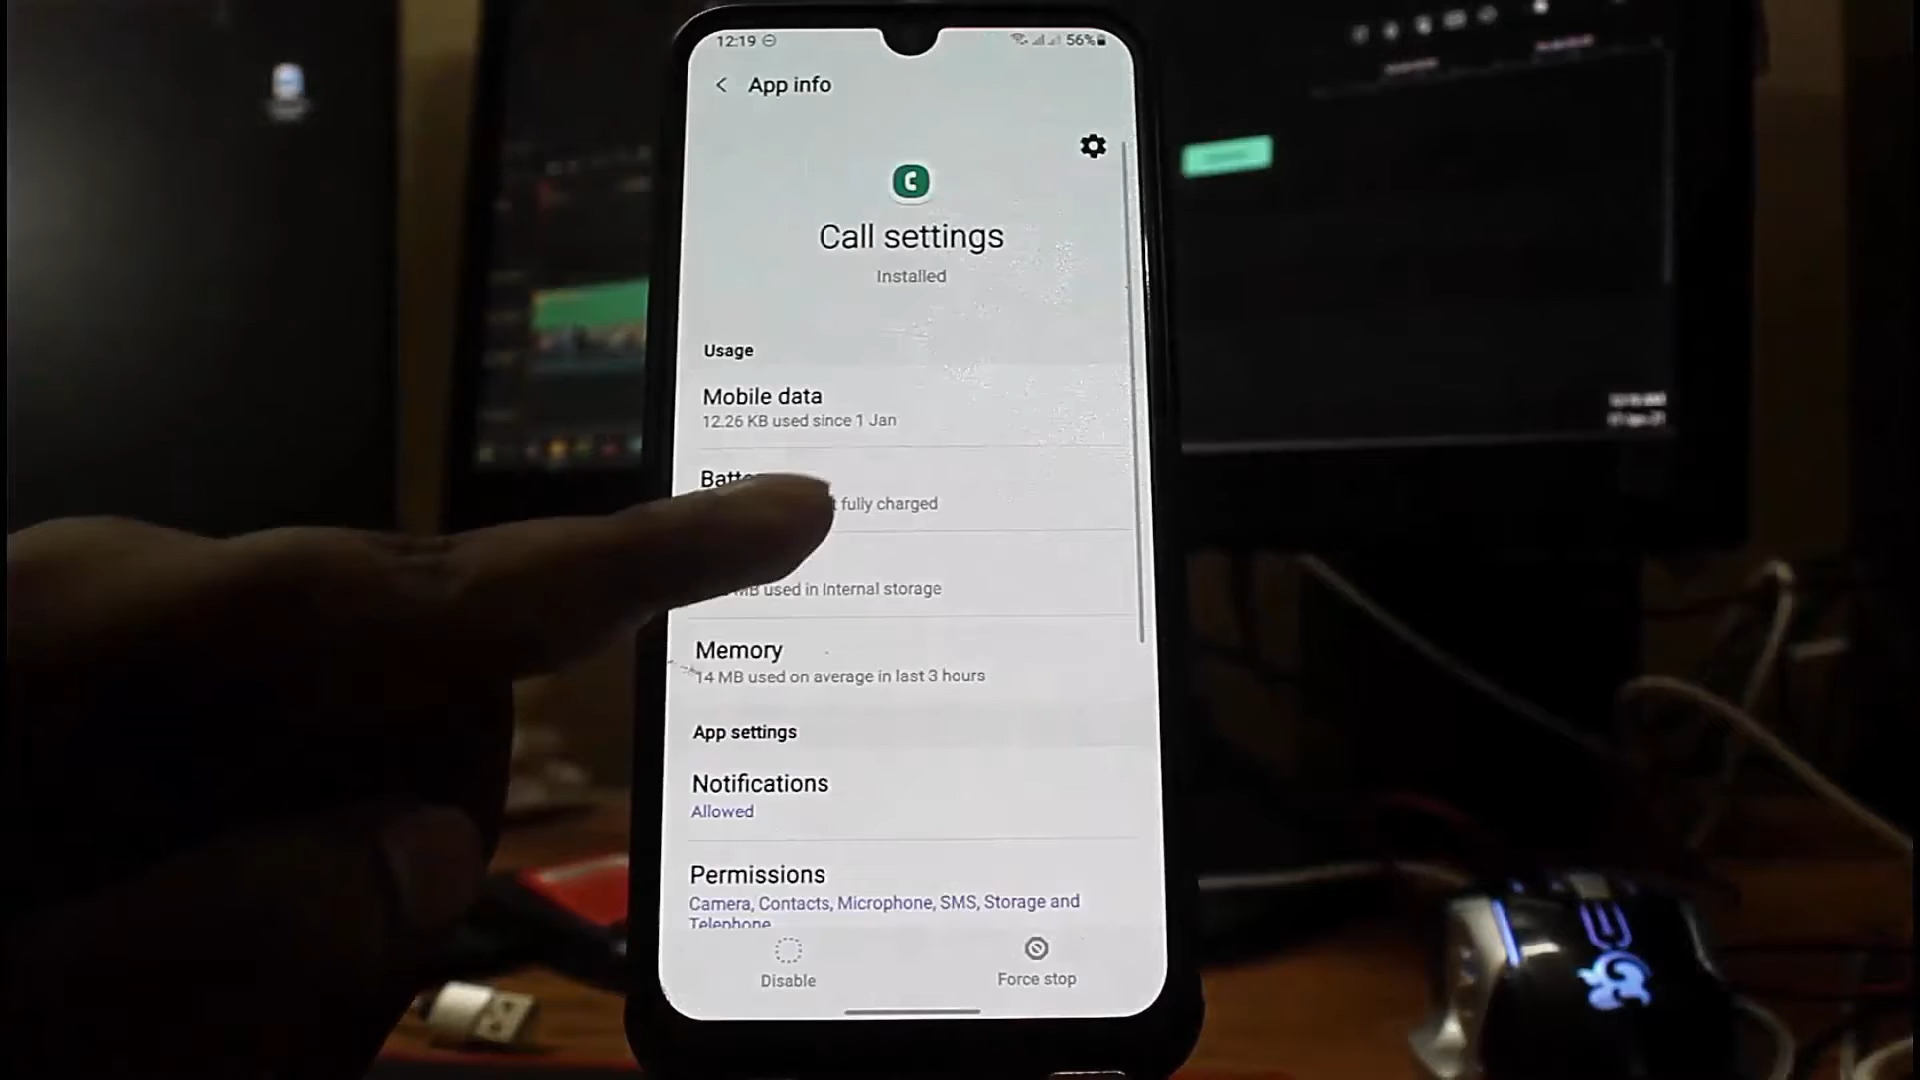 12:19
56%
App info
Call settings
Installed
Usage
Mobile data
12.26 KB used since 1 Jan
fully charged
used in Internal storage
Memory
14 MB used on average in last 3 hours
App settings
Notifications
Allowed
Permissions
Camera, Contacts, Microphone, SMS, Storage and
Telephone
Disable
Force stop